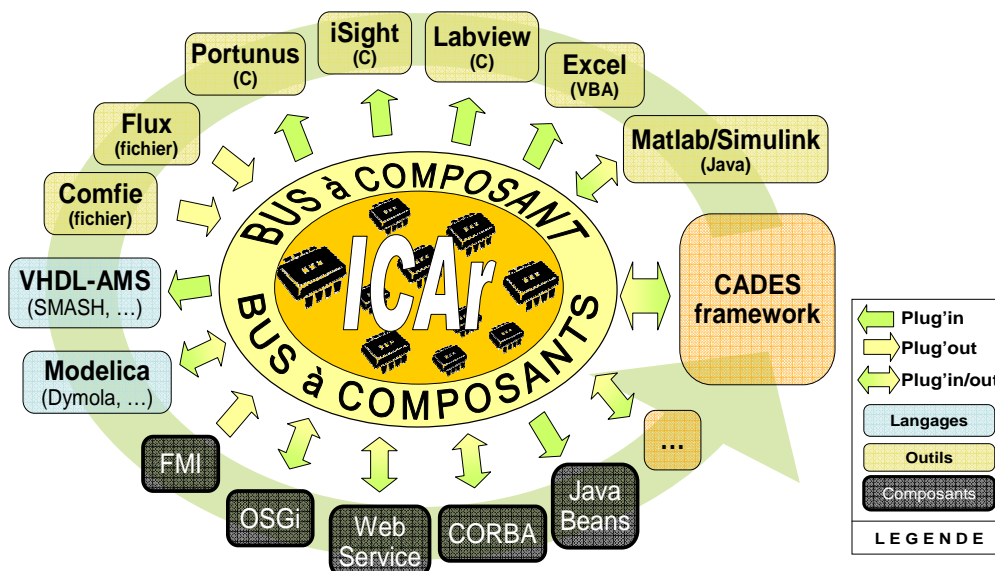 iSight
(C)
Labview
(C)
Portunus
(C)
Excel
(VBA)
Flux
(fichier)
Matlab/Simulink
(Java)
Comfie
(fichier)
BUS à COMPOSANT
ICAr
BUS à COMPOSANTS
VHDL-AMS
(SMASH, ...)
CADES
framework
Modelica
(Dymola, ...)
FMI
OSGi
Web
Service
CORBA
Java
Beans
...
Plug'in
Plug'out
Plug'in/out
Langages
Outils
Composants
LEGENDE